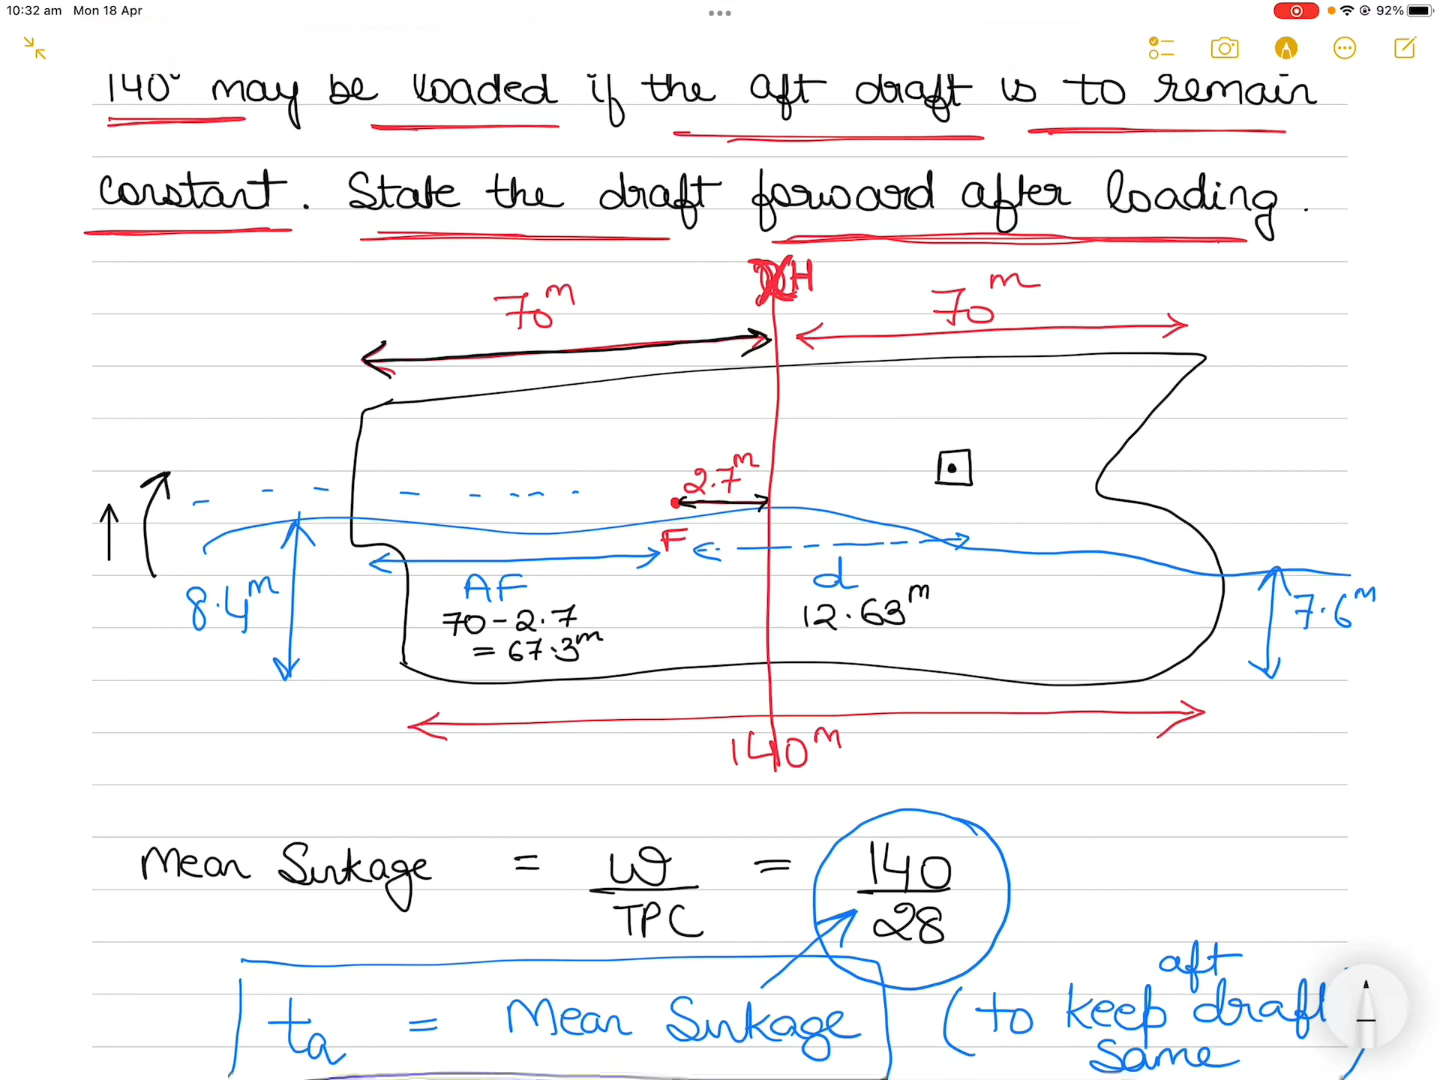 10:32 am Mon 18 Apr
92%
140t may be loaded if the aft draft is to remain
constant. State the draft forward after loading.
H
70m
70m
2.7m
F
AF
d
8.4m
70-2.7
= 67.3m
12.63m
7.6m
140m
Mean Sinkage = W/TPC = 140/28
ta = Mean Sinkage (to keep aft draft same)